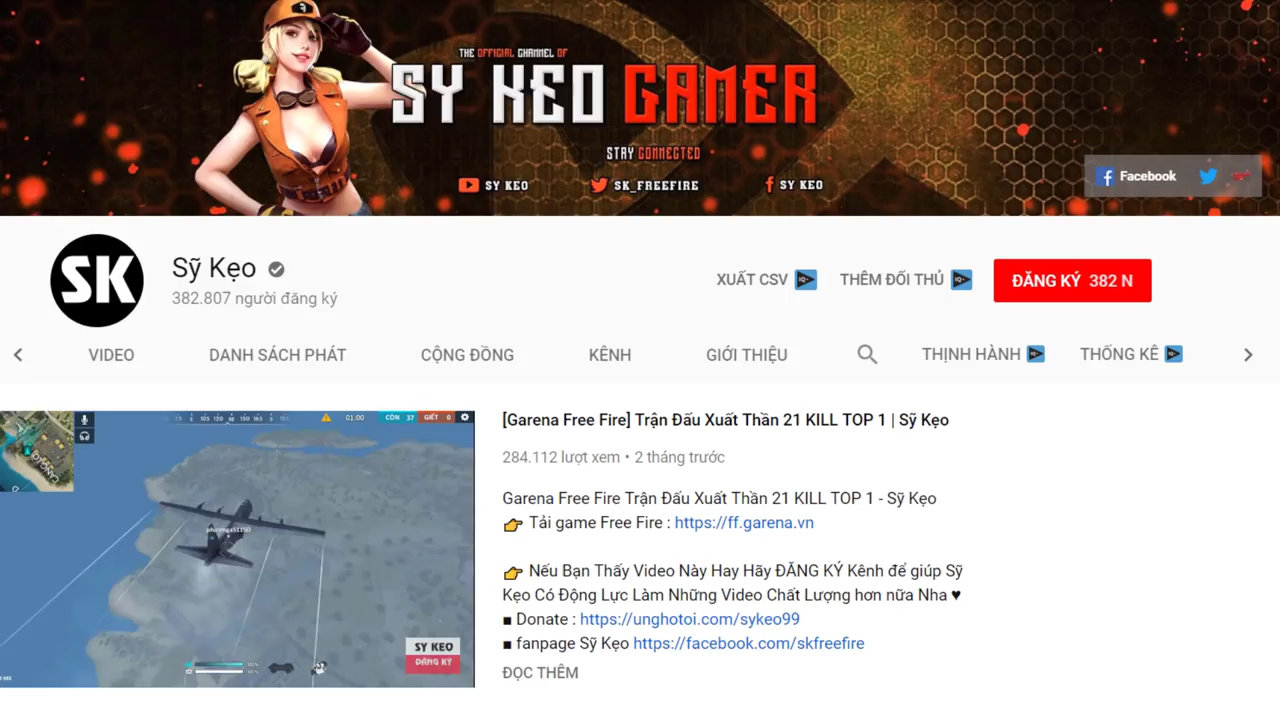 THE OFFICIAL CHANNEL OF
SY KEO GAMER
STAY CONNECTED
SY KEO
SK_FREEFIRE
SY KEO
Facebook
SK
Sỹ Kẹo
382.807 người đăng ký
XUẤT CSV
THÊM ĐỐI THỦ
ĐĂNG KÝ 382 N
VIDEO
DANH SÁCH PHÁT
CỘNG ĐỒNG
KÊNH
GIỚI THIỆU
THỊNH HÀNH
THỐNG KÊ
105 120
150 165
01:00
CÒN 37
GIẾT 0
SY KEO
ĐĂNG KÝ
[Garena Free Fire] Trận Đấu Xuất Thần 21 KILL TOP 1 | Sỹ Kẹo
284.112 lượt xem • 2 tháng trước
Garena Free Fire Trận Đấu Xuất Thần 21 KILL TOP 1 - Sỹ Kẹo
👉 Tải game Free Fire : https://ff.garena.vn
👉 Nếu Bạn Thấy Video Này Hay Hãy ĐĂNG KÝ Kênh để giúp Sỹ
Kẹo Có Động Lực Làm Những Video Chất Lượng hơn nữa Nha ♥
■ Donate : https://unghotoi.com/sykeo99
■ fanpage Sỹ Kẹo https://facebook.com/skfreefire
ĐỌC THÊM